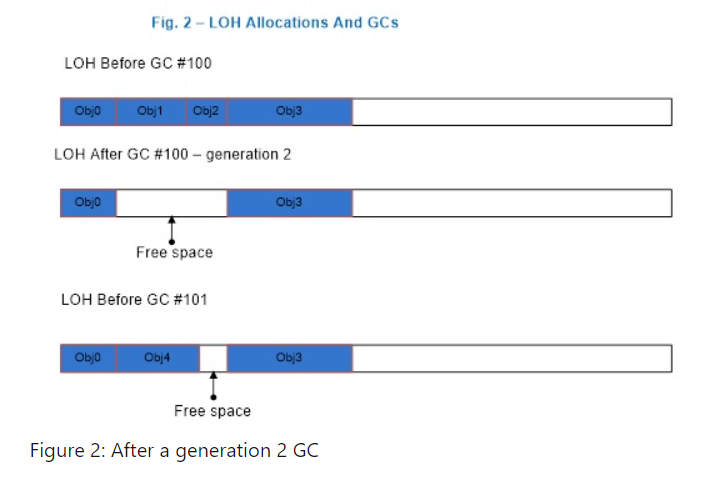 Fig. 2 – LOH Allocations And GCs
LOH Before GC #100
Obj0 Obj1 Obj2 Obj3
LOH After GC #100 – generation 2
Obj0 Obj3
Free space
LOH Before GC #101
Obj0 Obj4 Obj3
Free space
Figure 2: After a generation 2 GC